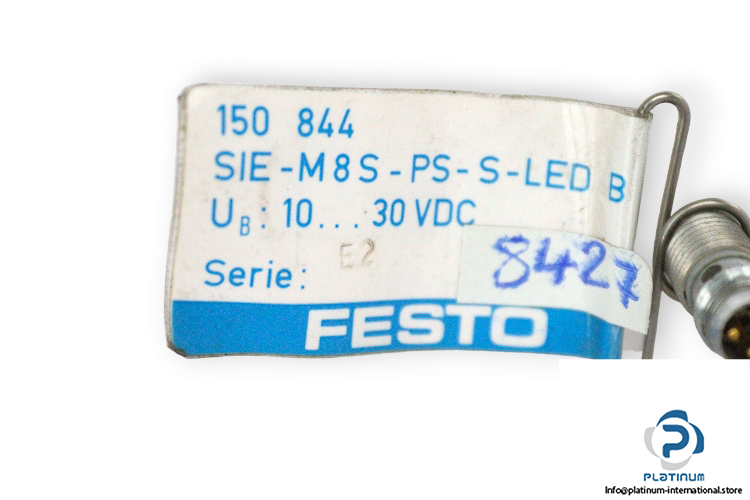 150 844
SIE-M8S-PS-S-LED B
UB: 10...30 VDC
E2
Serie:
8427
FESTO
PLATINUM
Info@platinum-international.store